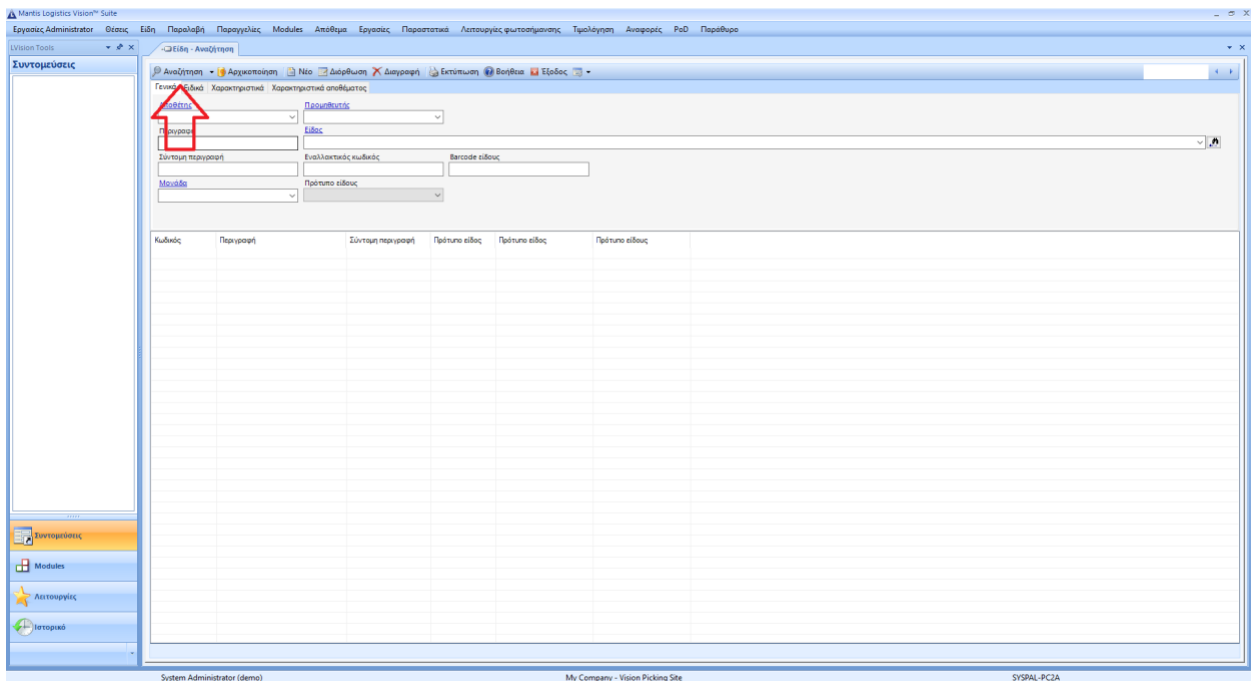 Mantis Logistics Vision™ Suite
Εργασίες Administrator Θέσεις Είδη Παραλαβή Παραγγελίες Modules Απόθεμα Εργασίες Παραστατικά Λειτουργίες φωτοσήμανσης Τιμολόγηση Αναφορές PoD Παράθυρο
LVision Tools
Είδη - Αναζήτηση
Συντομεύσεις
Αναζήτηση Αρχικοποίηση Νέο Διόρθωση Διαγραφή Εκτύπωση Βοήθεια Έξοδος
Γενικά Ειδικά Χαρακτηριστικά Χαρακτηριστικά αποθέματος
Αποθέτης Προμηθευτής
Περιγραφή Είδος
Σύντομη περιγραφή Εναλλακτικός κωδικός Barcode είδους
Μονάδα Πρότυπο είδους
Κωδικός Περιγραφή Σύντομη περιγραφή Πρότυπο είδος Πρότυπο είδος Πρότυπο είδους
Συντομεύσεις
Modules
Λειτουργίες
Ιστορικό
System Administrator (demo) My Company - Vision Picking Site SYSPAL-PC2A